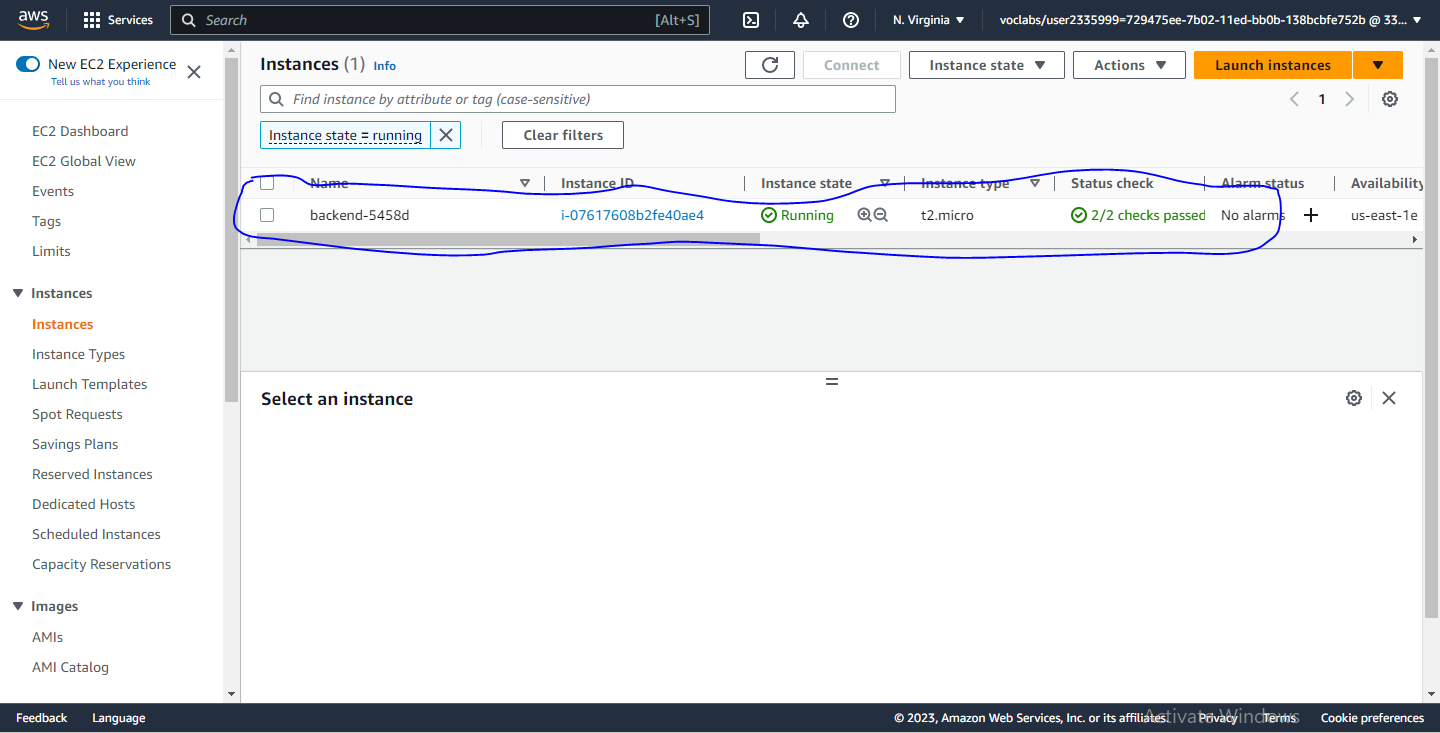 aws Services Search [Alt+S] N. Virginia voclabs/user2335999=729475ee-7b02-11ed-bb0b-138bcbfe752b @ 33...
New EC2 Experience
Tell us what you think
EC2 Dashboard
EC2 Global View
Events
Tags
Limits
Instances
Instances
Instance Types
Launch Templates
Spot Requests
Savings Plans
Reserved Instances
Dedicated Hosts
Scheduled Instances
Capacity Reservations
Images
AMIs
AMI Catalog
Instances (1) Info Connect Instance state Actions Launch instances
Find instance by attribute or tag (case-sensitive) 1
Instance state = running Clear filters
Name Instance ID Instance state Instance type Status check Alarm status Availability
backend-5458d i-07617608b2fe40ae4 Running t2.micro 2/2 checks passed No alarms us-east-1e
Select an instance
Feedback Language © 2023, Amazon Web Services, Inc. or its affiliates. Privacy Terms Cookie preferences
Activate Windows